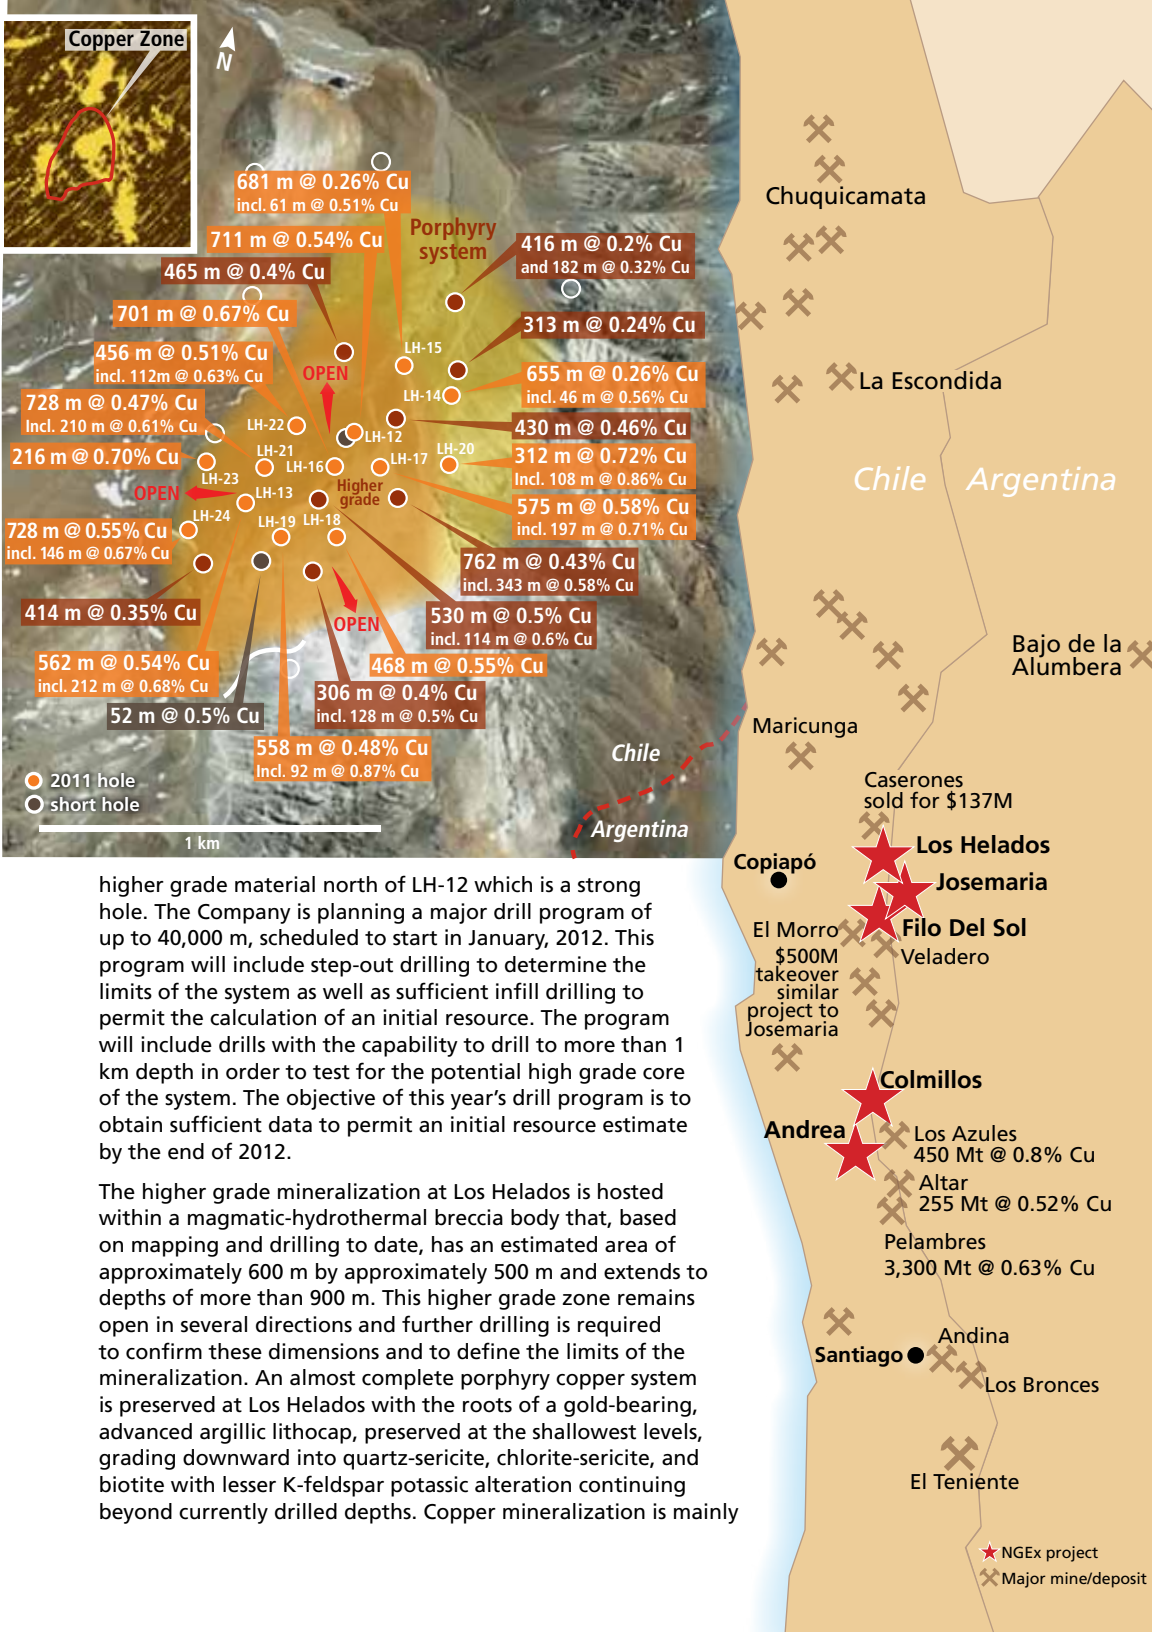 Copper Zone
N
681 m @ 0.26% Cu
incl. 61 m @ 0.51% Cu
711 m @ 0.54% Cu
Porphyry
system
416 m @ 0.2% Cu
and 182 m @ 0.32% Cu
465 m @ 0.4% Cu
701 m @ 0.67% Cu
313 m @ 0.24% Cu
456 m @ 0.51% Cu
incl. 112m @ 0.63% Cu
LH-15
OPEN
655 m @ 0.26% Cu
incl. 46 m @ 0.56% Cu
LH-14
728 m @ 0.47% Cu
Incl. 210 m @ 0.61% Cu
LH-22
LH-12
430 m @ 0.46% Cu
216 m @ 0.70% Cu
LH-21
LH-16
LH-17
LH-20
312 m @ 0.72% Cu
Incl. 108 m @ 0.86% Cu
LH-23
OPEN
LH-13
Higher
grade
575 m @ 0.58% Cu
incl. 197 m @ 0.71% Cu
LH-24
LH-19
LH-18
728 m @ 0.55% Cu
incl. 146 m @ 0.67% Cu
762 m @ 0.43% Cu
incl. 343 m @ 0.58% Cu
414 m @ 0.35% Cu
530 m @ 0.5% Cu
incl. 114 m @ 0.6% Cu
OPEN
562 m @ 0.54% Cu
incl. 212 m @ 0.68% Cu
468 m @ 0.55% Cu
52 m @ 0.5% Cu
306 m @ 0.4% Cu
incl. 128 m @ 0.5% Cu
558 m @ 0.48% Cu
Incl. 92 m @ 0.87% Cu
Chile
Argentina
2011 hole
short hole
1 km
higher grade material north of LH-12 which is a strong
hole. The Company is planning a major drill program of
up to 40,000 m, scheduled to start in January, 2012. This
program will include step-out drilling to determine the
limits of the system as well as sufficient infill drilling to
permit the calculation of an initial resource. The program
will include drills with the capability to drill to more than 1
km depth in order to test for the potential high grade core
of the system. The objective of this year's drill program is to
obtain sufficient data to permit an initial resource estimate
by the end of 2012.
The higher grade mineralization at Los Helados is hosted
within a magmatic-hydrothermal breccia body that, based
on mapping and drilling to date, has an estimated area of
approximately 600 m by approximately 500 m and extends to
depths of more than 900 m. This higher grade zone remains
open in several directions and further drilling is required
to confirm these dimensions and to define the limits of the
mineralization. An almost complete porphyry copper system
is preserved at Los Helados with the roots of a gold-bearing,
advanced argillic lithocap, preserved at the shallowest levels,
grading downward into quartz-sericite, chlorite-sericite, and
biotite with lesser K-feldspar potassic alteration continuing
beyond currently drilled depths. Copper mineralization is mainly
Chuquicamata
La Escondida
Chile
Argentina
Bajo de la
Alumbera
Maricunga
Caserones
sold for $137M
Los Helados
Copiapó
Josemaria
Filo Del Sol
El Morro
$500M
takeover
similar
project to
Josemaria
Veladero
Colmillos
Andrea
Los Azules
450 Mt @ 0.8% Cu
Altar
255 Mt @ 0.52% Cu
Pelambres
3,300 Mt @ 0.63% Cu
Andina
Santiago
Los Bronces
El Teniente
NGEx project
Major mine/deposit